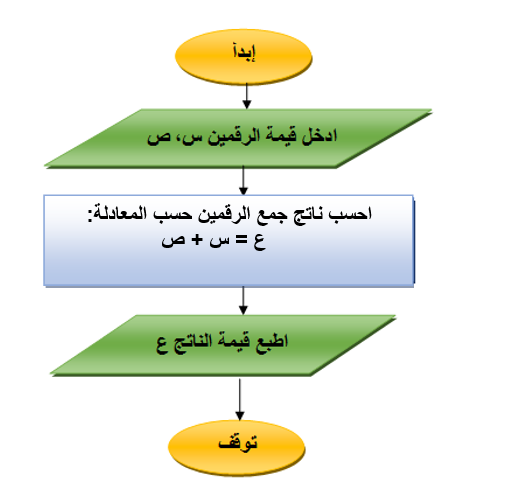 إبدأ
ادخل قيمة الرقمين س، ص
احسب ناتج جمع الرقمين حسب المعادلة:
ع = س + ص
اطبع قيمة الناتج ع
توقف